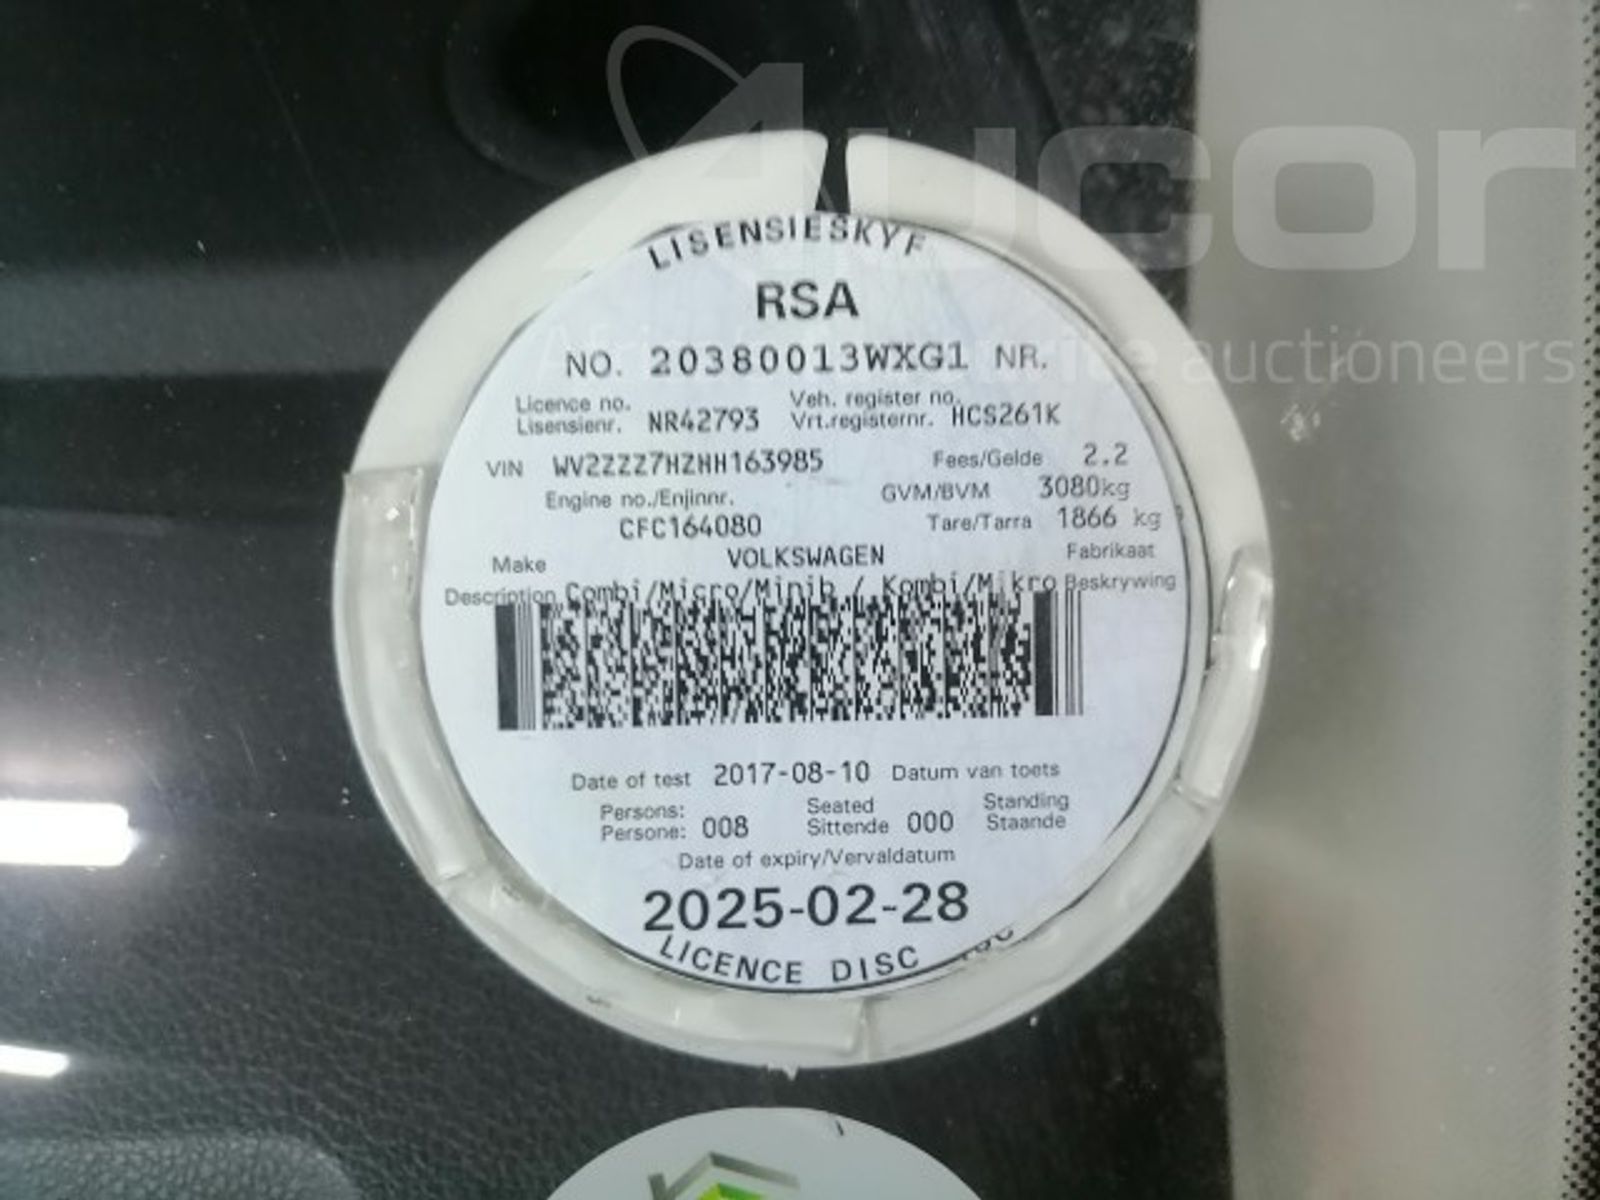 Aucor
auctioneers
LISENSIESKYF
RSA
NO. 20380013WXG1 NR.
Licence no. Veh. register no.
Lisensienr. NR42793 Vrt.registernr. HCS261K
VIN WV2ZZZ7HZHH163985 Fees/Gelde 2.2
Engine no./Enjinnr. GVM/BVM 3080kg
CFC164080 Tare/Tarra 1866 kg
Make VOLKSWAGEN Fabrikaat
Description Combi/Micro/Minib / Kombi/Mikro Beskrywing
Date of test 2017-08-10 Datum van toets
Persons: Seated Standing
Persone: 008 Sittende 000 Staande
Date of expiry/Vervaldatum
2025-02-28
LICENCE DISC